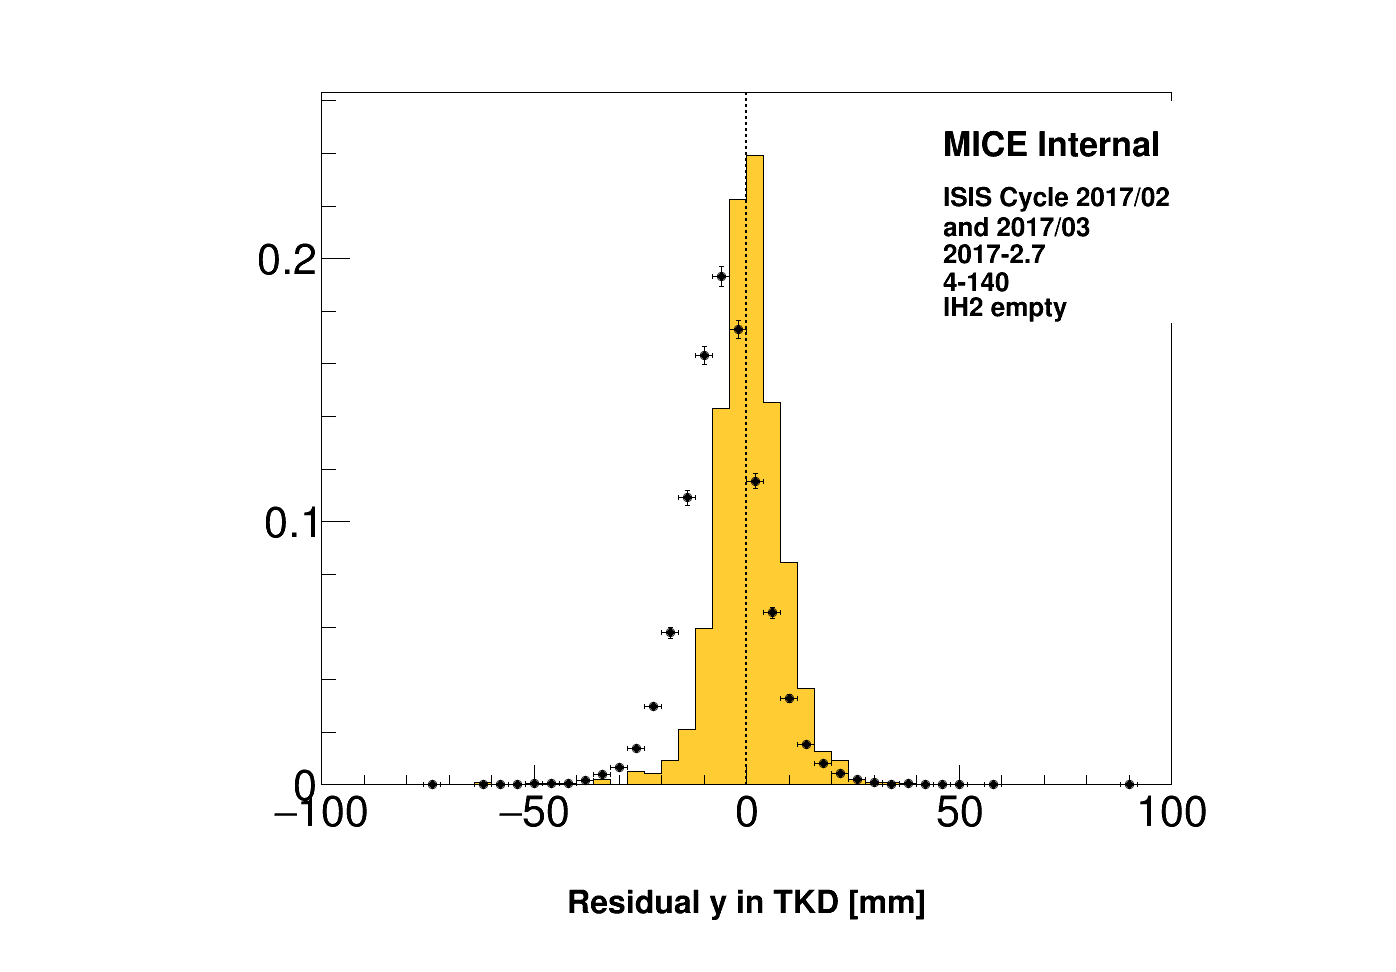 MICE Internal
ISIS Cycle 2017/02
and 2017/03
2017-2.7
4-140
IH2 empty
0.2
0.1
0
−100
−50
0
50
100
Residual y in TKD [mm]